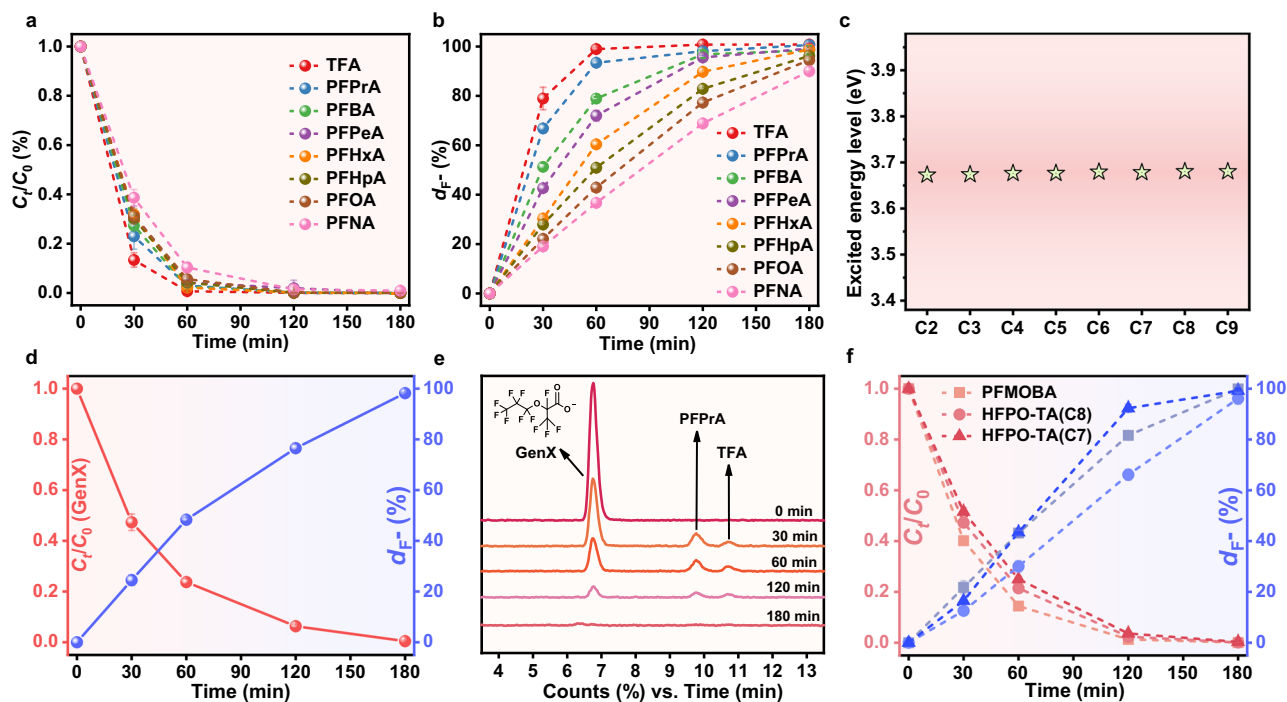 a
1.0
0.8
0.6
0.4
0.2
0.0
Cₜ/C₀ (%)
TFA
PFPrA
PFBA
PFPeA
PFHxA
PFHpA
PFOA
PFNA
0 30 60 90 120 150 180
Time (min)
b
100
80
60
40
20
0
d_F- (%)
TFA
PFPrA
PFBA
PFPeA
PFHxA
PFHpA
PFOA
PFNA
0 30 60 90 120 150 180
Time (min)
c
3.9
3.8
3.7
3.6
3.5
3.4
Excited energy level (eV)
C2 C3 C4 C5 C6 C7 C8 C9
d
1.0
0.8
0.6
0.4
0.2
0.0
Cₜ/C₀ (GenX)
100
80
60
40
20
0
d_F- (%)
0 30 60 90 120 150 180
Time (min)
e
F F F O
F F F F F F O O⁻
F F F
GenX
PFPrA
TFA
0 min
30 min
60 min
120 min
180 min
4 5 6 7 8 9 10 11 12 13
Counts (%) vs. Time (min)
f
1.0
0.8
0.6
0.4
0.2
0.0
Cₜ/C₀
PFMOBA
HFPO-TA(C8)
HFPO-TA(C7)
100
80
60
40
20
0
d_F- (%)
0 30 60 90 120 150 180
Time (min)